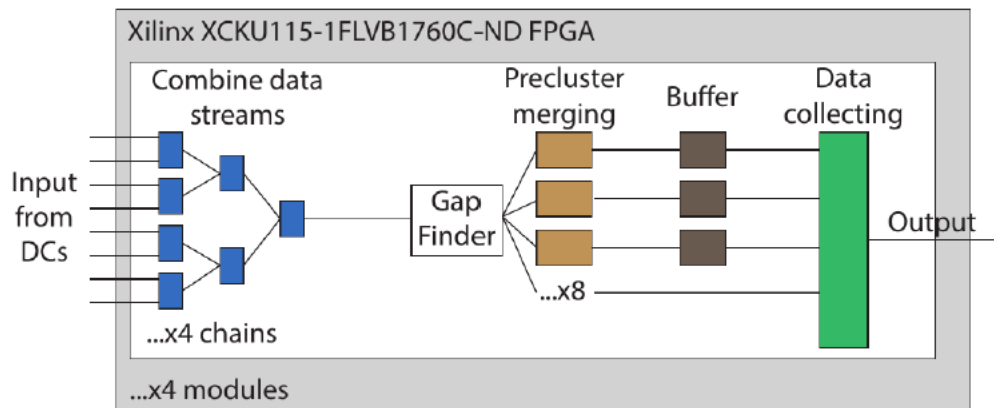 Xilinx XCKU115-1FLVB1760C-ND FPGA
Combine data
streams
Precluster
merging
Buffer
Data
collecting
Input
from
DCs
Gap
Finder
Output
...x8
...x4 chains
...x4 modules